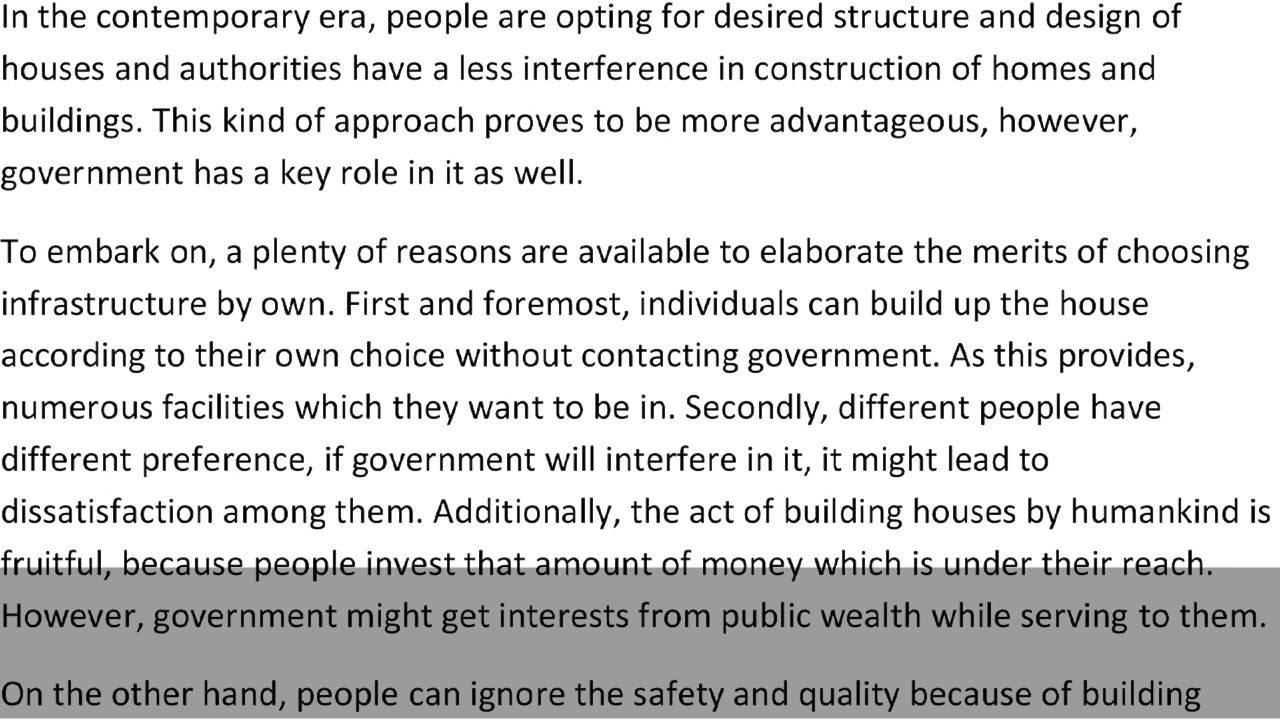 In the contemporary era, people are opting for desired structure and design of
houses and authorities have a less interference in construction of homes and
buildings. This kind of approach proves to be more advantageous, however,
government has a key role in it as well.
To embark on, a plenty of reasons are available to elaborate the merits of choosing
infrastructure by own. First and foremost, individuals can build up the house
according to their own choice without contacting government. As this provides,
numerous facilities which they want to be in. Secondly, different people have
different preference, if government will interfere in it, it might lead to
dissatisfaction among them. Additionally, the act of building houses by humankind is
fruitful, because people invest that amount of money which is under their reach.
However, government might get interests from public wealth while serving to them.
On the other hand, people can ignore the safety and quality because of building